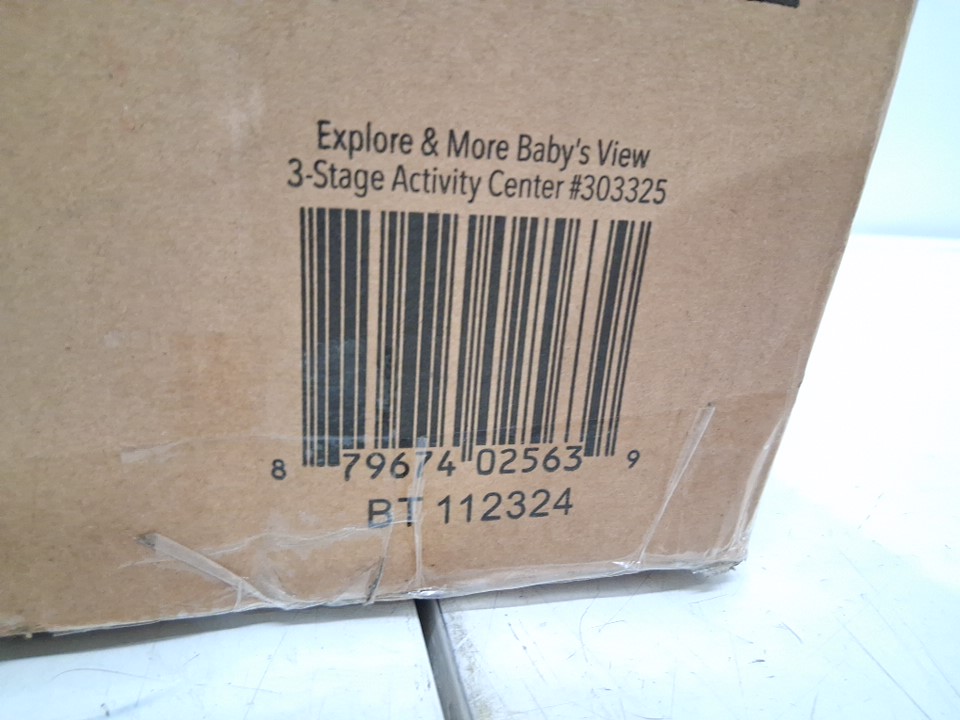 Explore & More Baby's View
3-Stage Activity Center #303325
8 79674 02563 9
BT 112324